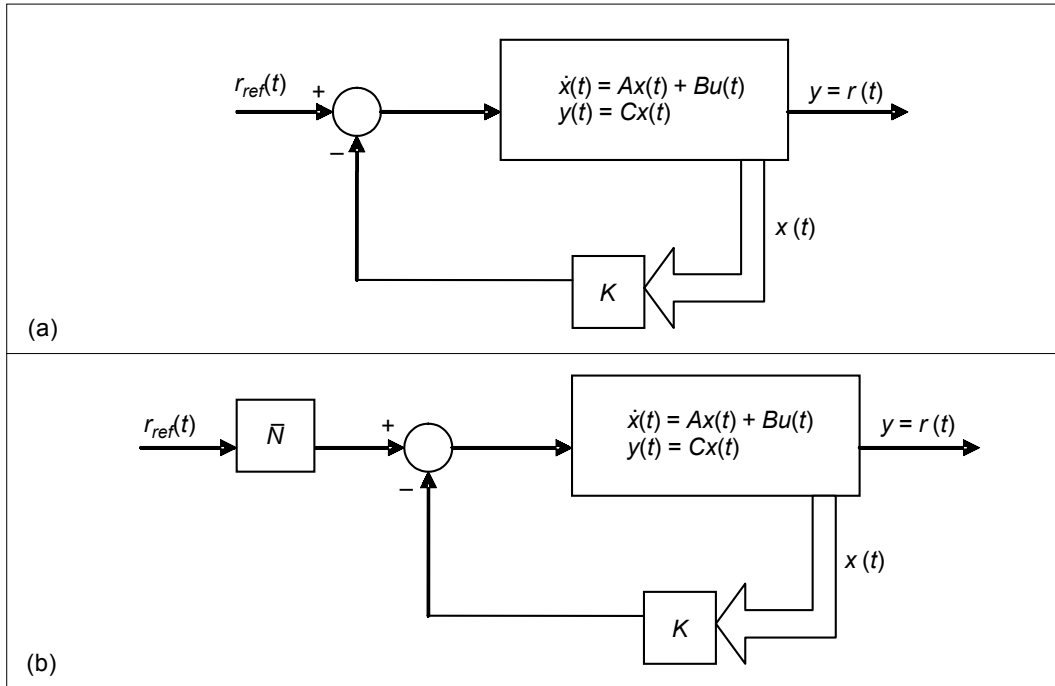 r_ref(t)
+
ẋ(t) = Ax(t) + Bu(t)
y(t) = Cx(t)
y = r (t)
–
x (t)
K
(a)
r_ref(t)
N̄
+
ẋ(t) = Ax(t) + Bu(t)
y(t) = Cx(t)
y = r (t)
–
x (t)
K
(b)